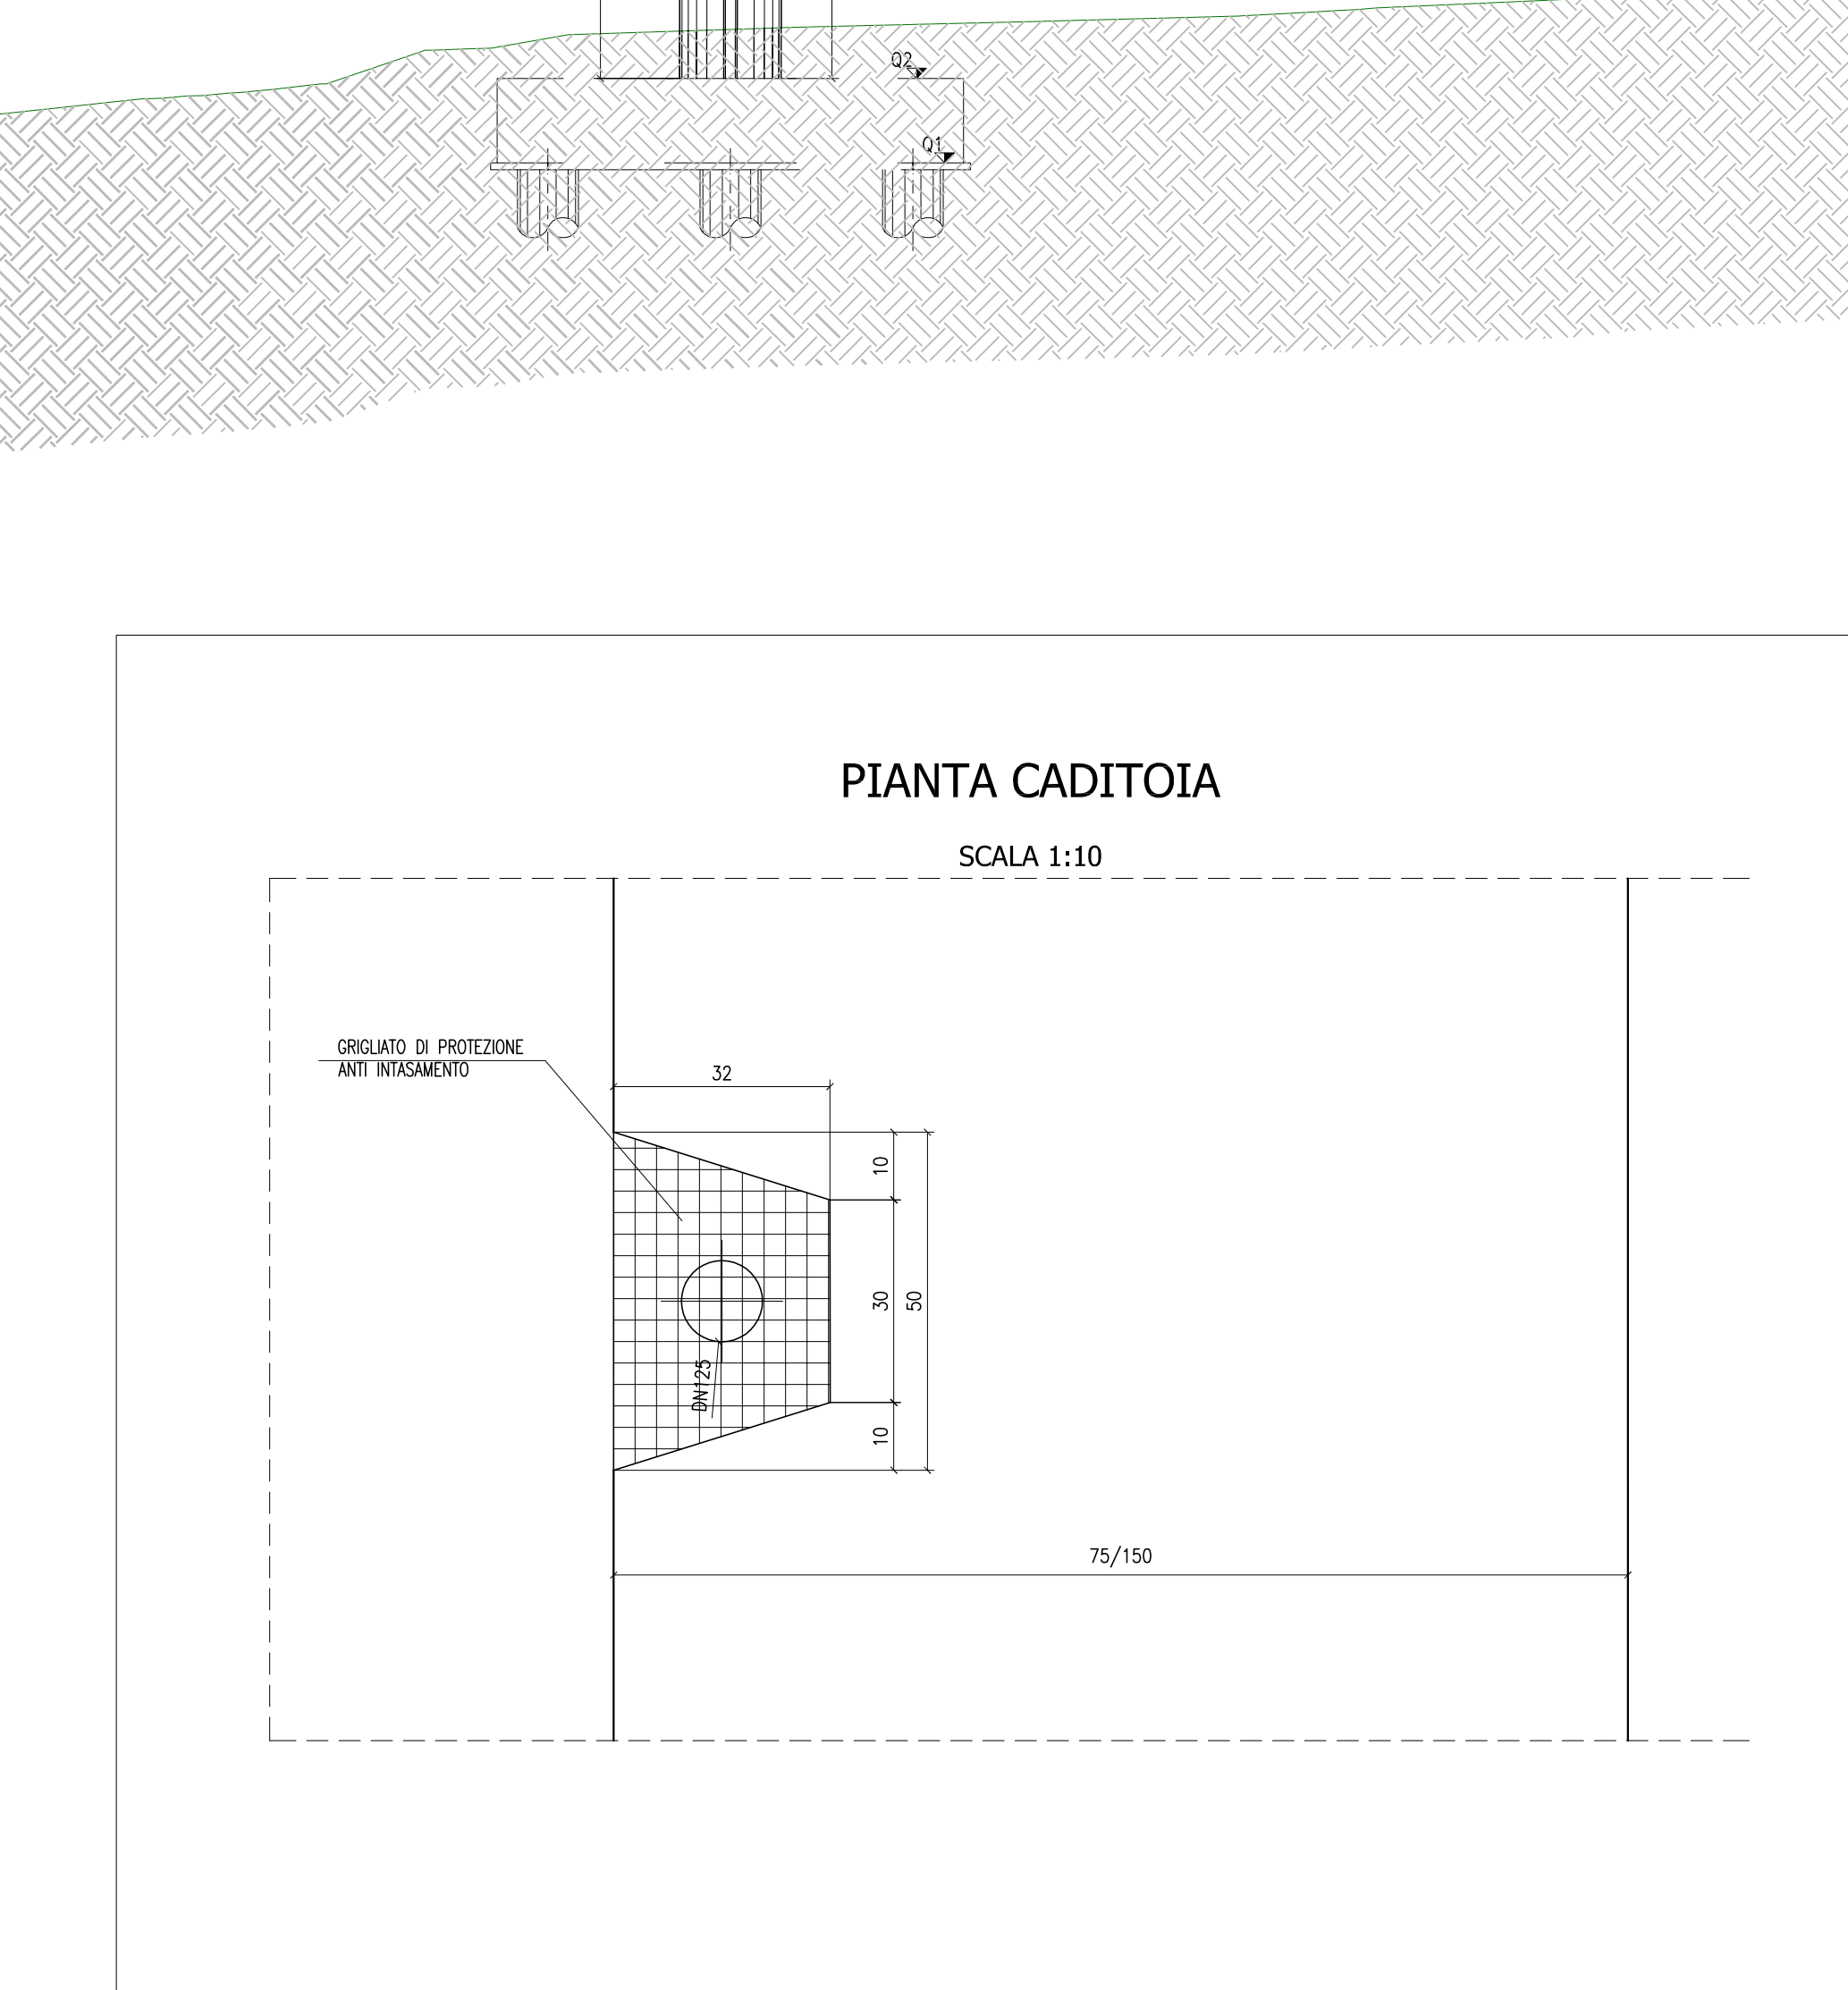 Q2
Q1
PIANTA CADITOIA
SCALA 1:10
GRIGLIATO DI PROTEZIONE
ANTI INTASAMENTO
32
10
30
50
DN125
10
75/150